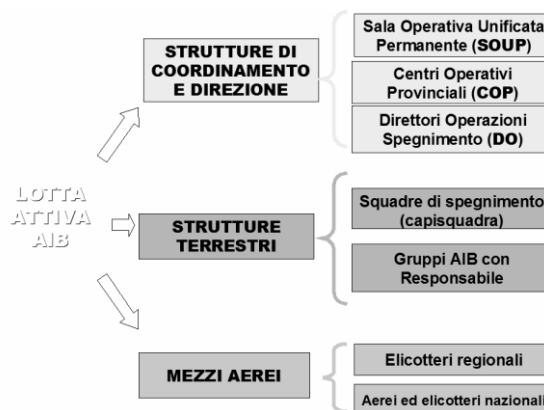 LOTTA
ATTIVA
AIB
STRUTTURE DI
COORDINAMENTO
E DIREZIONE
Sala Operativa Unificata
Permanente (SOUP)
Centri Operativi
Provinciali (COP)
Direttori Operazioni
Spegnimento (DO)
STRUTTURE
TERRESTRI
Squadre di spegnimento
(capisquadra)
Gruppi AIB con
Responsabile
MEZZI AEREI
Elicotteri regionali
Aerei ed elicotteri nazionali